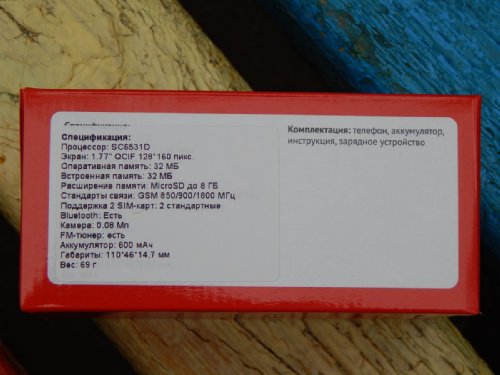 Спецификация:
Процессор: SC6531D
Экран: 1.77" QCIF 128*160 пикс.
Оперативная память: 32 МБ
Встроенная память: 32 МБ
Расширение памяти: MicroSD до 8 ГБ
Стандарты связи: GSM 850/900/1800 МГц
Поддержка 2 SIM-карт: 2 стандартные
Bluetooth: Есть
Камера: 0.08 Мп
FM-тюнер: есть
Аккумулятор: 600 мАч
Габариты: 110*46*14,7 мм
Вес: 69 г
Комплектация: телефон, аккумулятор,
инструкция, зарядное устройство